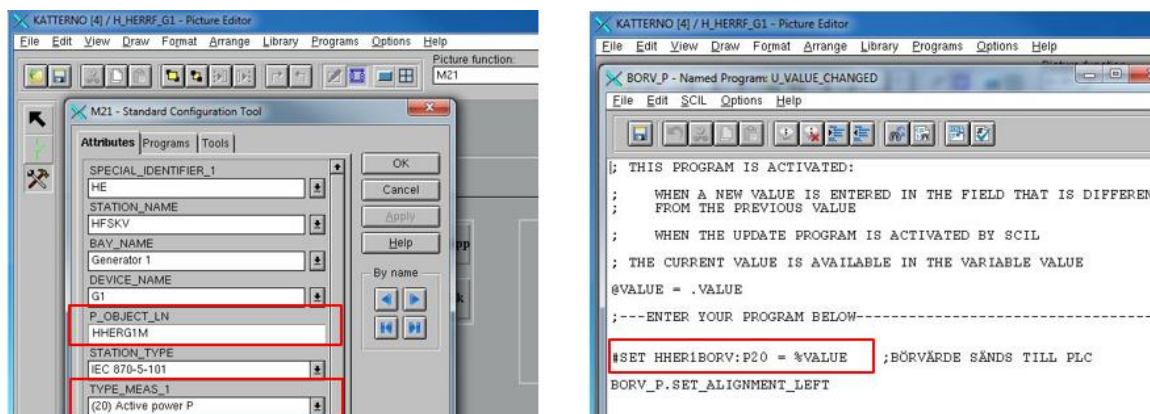 KATTERNO [4] / H_HERRF_G1 - Picture Editor
File Edit View Draw Format Arrange Library Programs Options Help
Picture function:
M21
M21 - Standard Configuration Tool
Attributes Programs Tools
SPECIAL_IDENTIFIER_1
HE
STATION_NAME
HFSKV
BAY_NAME
Generator 1
DEVICE_NAME
G1
P_OBJECT_LN
HHERG1M
STATION_TYPE
IEC 870-5-101
TYPE_MEAS_1
(20) Active power P
OK
Cancel
Apply
Help
By name
KATTERNO [4] / H_HERRF_G1 - Picture Editor
File Edit View Draw Format Arrange Library Programs Options Help
BORV_P - Named Program: U_VALUE_CHANGED
File Edit SCIL Options Help
; THIS PROGRAM IS ACTIVATED:
; WHEN A NEW VALUE IS ENTERED IN THE FIELD THAT IS DIFFEREN
; FROM THE PREVIOUS VALUE
; WHEN THE UPDATE PROGRAM IS ACTIVATED BY SCIL
; THE CURRENT VALUE IS AVAILABLE IN THE VARIABLE VALUE
@VALUE = .VALUE
;---ENTER YOUR PROGRAM BELOW---------------------------------
#SET HHER1BORV:P20 = %VALUE ;BÖRVÄRDE SÄNDS TILL PLC
BORV_P.SET_ALIGNMENT_LEFT